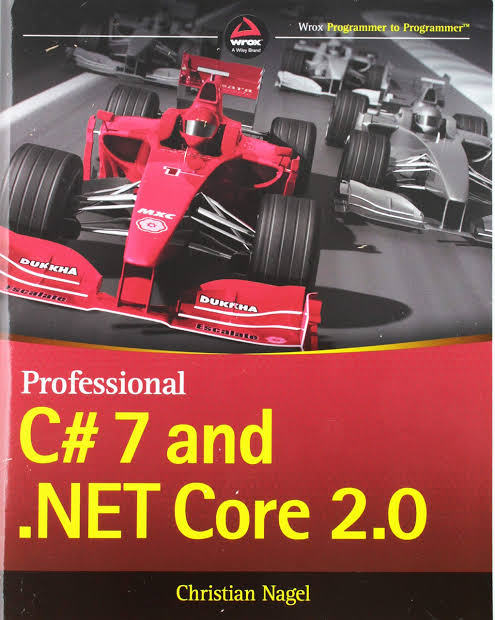 Wrox Programmer to Programmer™
wrox
A Wiley Brand
MXC
DUKKHA
Escalate
DUKKHA
Escalate
Professional
C# 7 and
.NET Core 2.0
Christian Nagel